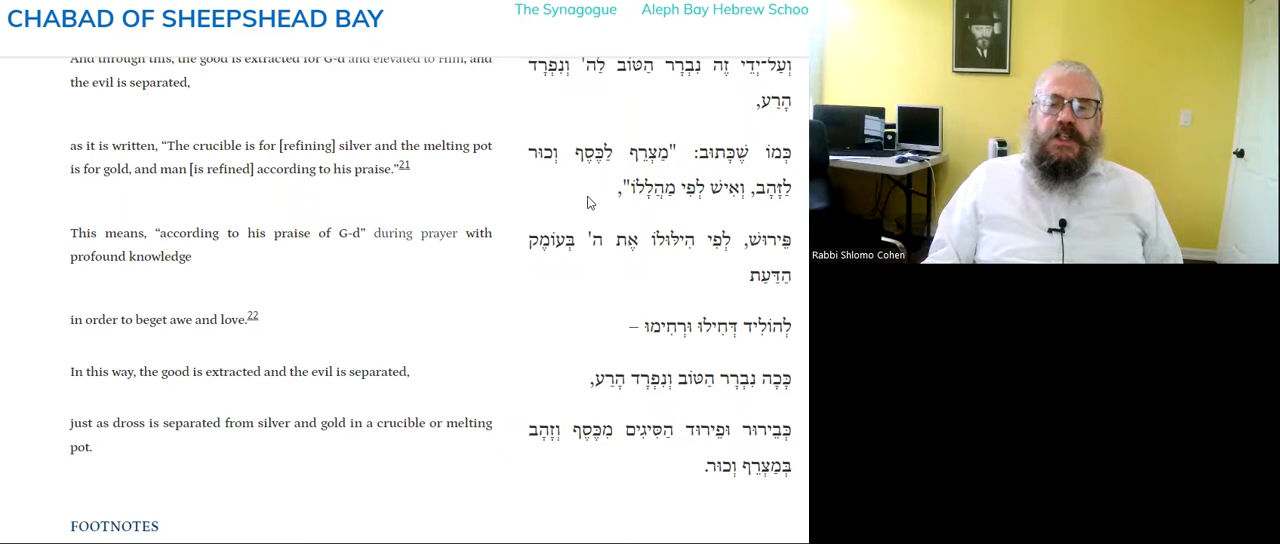 CHABAD OF SHEEPSHEAD BAY
The Synagogue Aleph Bay Hebrew Schoo
And through this, the good is extracted for G-d and elevated to Him, and
the evil is separated,
וְעַל־יְדֵי זֶה נִבְרָר הַטּוֹב לַה' וְנִפְרָד
הָרַע,
as it is written, “The crucible is for [refining] silver and the melting pot
is for gold, and man [is refined] according to his praise.”21
כְּמוֹ שֶׁכָּתוּב: "מַצְרֵף לַכֶּסֶף וְכוּר
לַזָּהָב, וְאִישׁ לְפִי מַהֲלָלוֹ",
This means, “according to his praise of G-d” during prayer with
profound knowledge
פֵּירוּשׁ, לְפִי הִילּוּלוֹ אֶת ה' בְּעוֹמֶק
הַדַּעַת
in order to beget awe and love.22
לְהוֹלִיד דְּחִילוּ וּרְחִימוּ –
In this way, the good is extracted and the evil is separated,
כָּכָה נִבְרָר הַטּוֹב וְנִפְרָד הָרַע,
just as dross is separated from silver and gold in a crucible or melting
pot.
כְּבֵירוּר וּפֵירוּד הַסִּיגִים מִכֶּסֶף וְזָהָב
בְּמַצְרֵף וְכוּר.
FOOTNOTES
Rabbi Shlomo Cohen